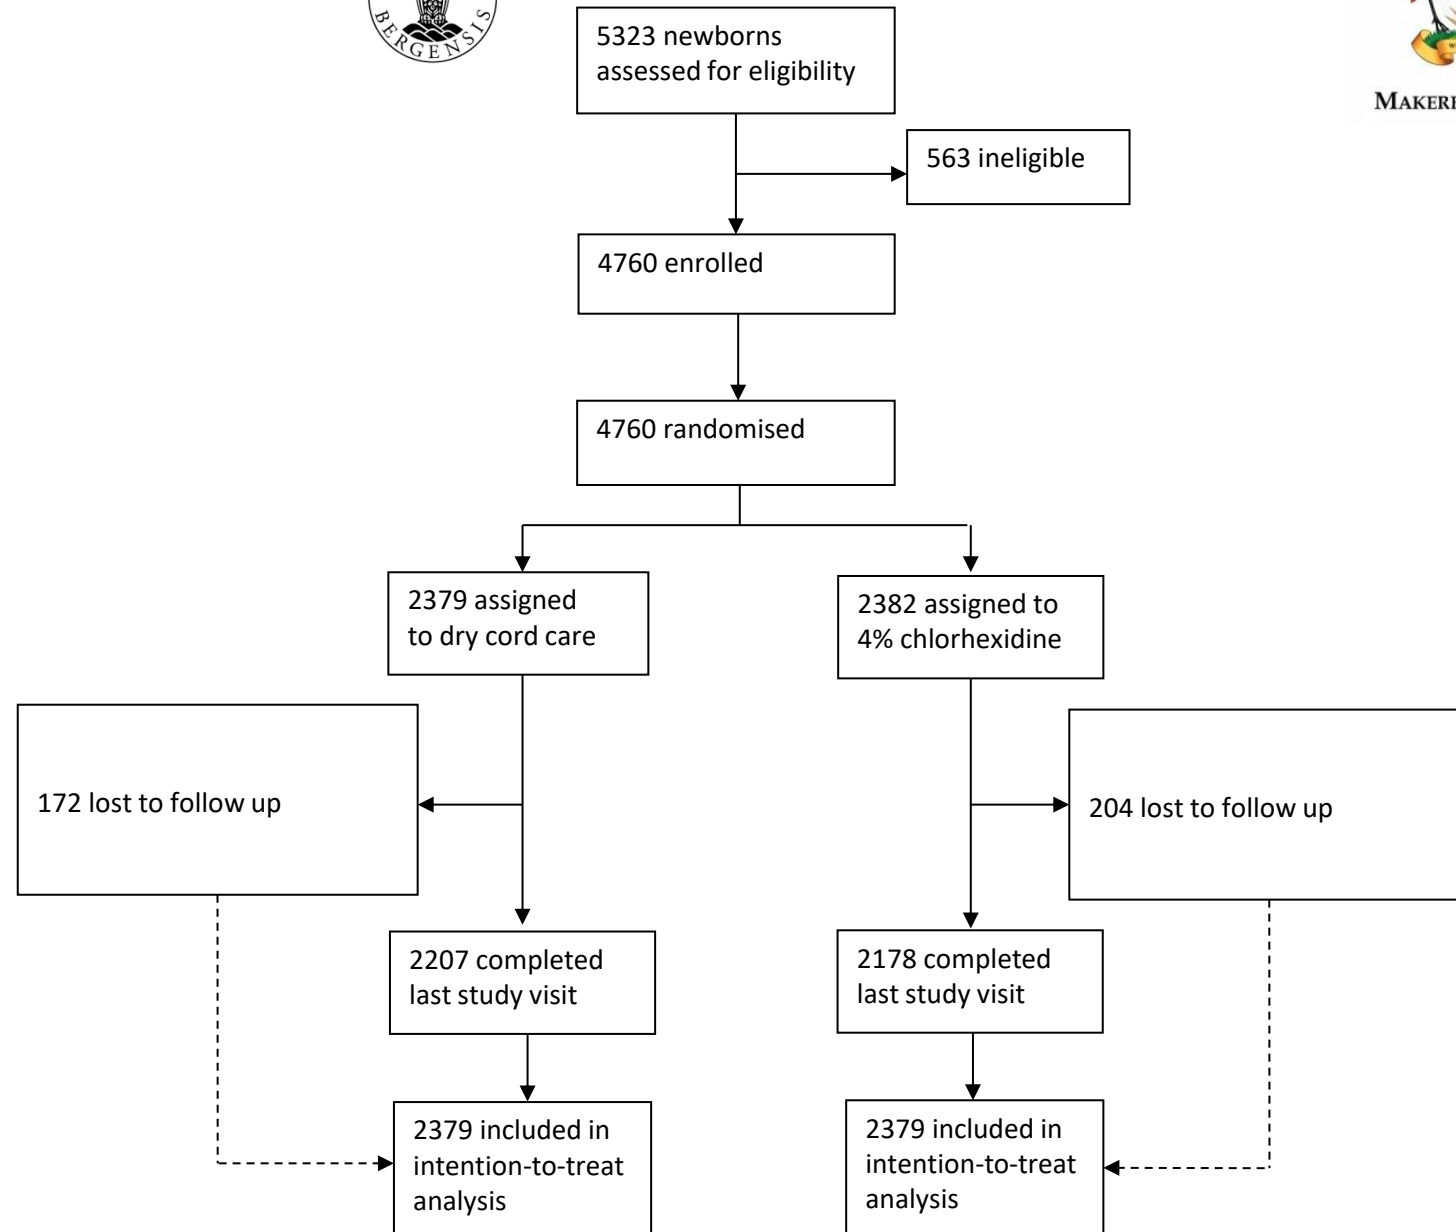 BERGENSIS
5323 newborns
assessed for eligibility
563 ineligible
4760 enrolled
4760 randomised
2379 assigned
to dry cord care
2382 assigned to
4% chlorhexidine
172 lost to follow up
204 lost to follow up
2207 completed
last study visit
2178 completed
last study visit
2379 included in
intention-to-treat
analysis
2379 included in
intention-to-treat
analysis